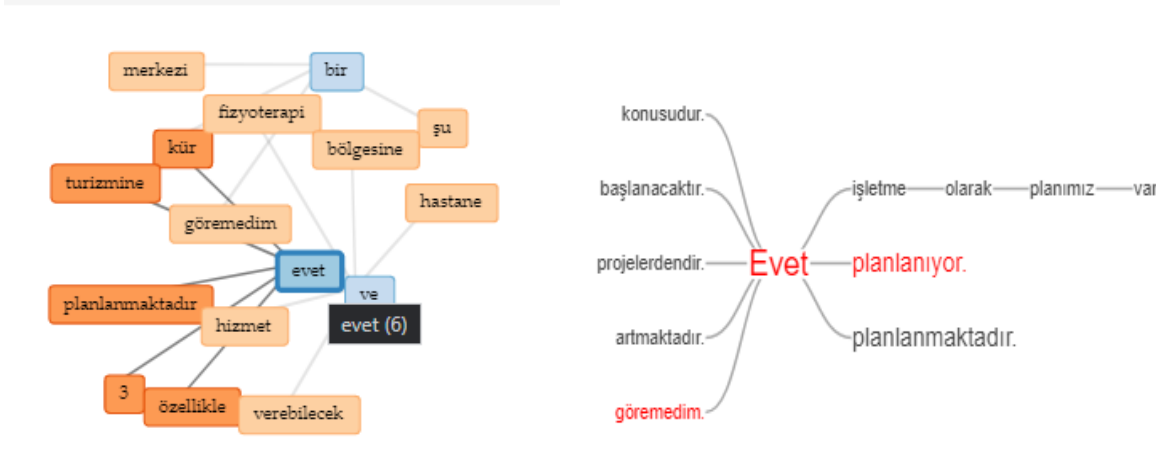 merkezi
bir
fizyoterapi
şu
kür
bölgesine
turizmine
hastane
göremedim
evet
ve
planlanmaktadır
hizmet
evet (6)
3
özellikle
verebilecek
konusudur.
başlanacaktır.
işletme olarak planımız var
projelerdendir.
Evet
planlanıyor.
artmaktadır.
planlanmaktadır.
göremedim.